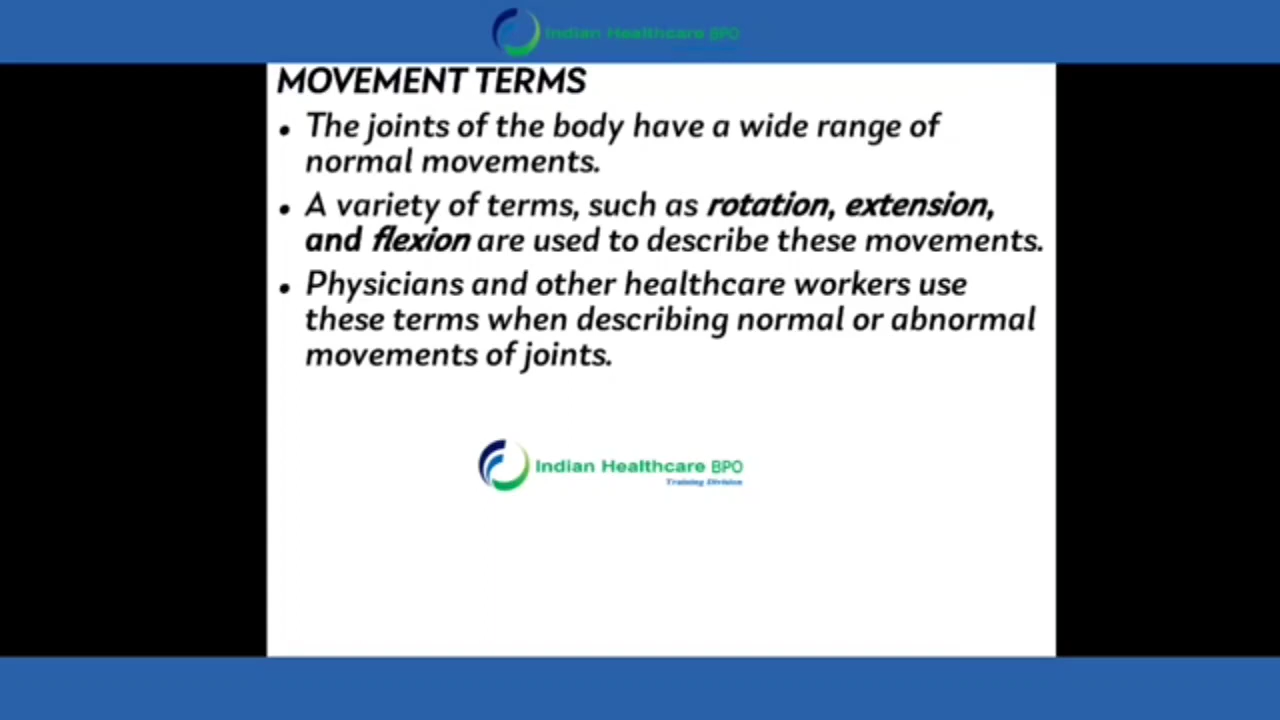 Indian Healthcare BPO
MOVEMENT TERMS
• The joints of the body have a wide range of
normal movements.
• A variety of terms, such as rotation, extension,
and flexion are used to describe these movements.
• Physicians and other healthcare workers use
these terms when describing normal or abnormal
movements of joints.
Indian Healthcare BPO
Training Division